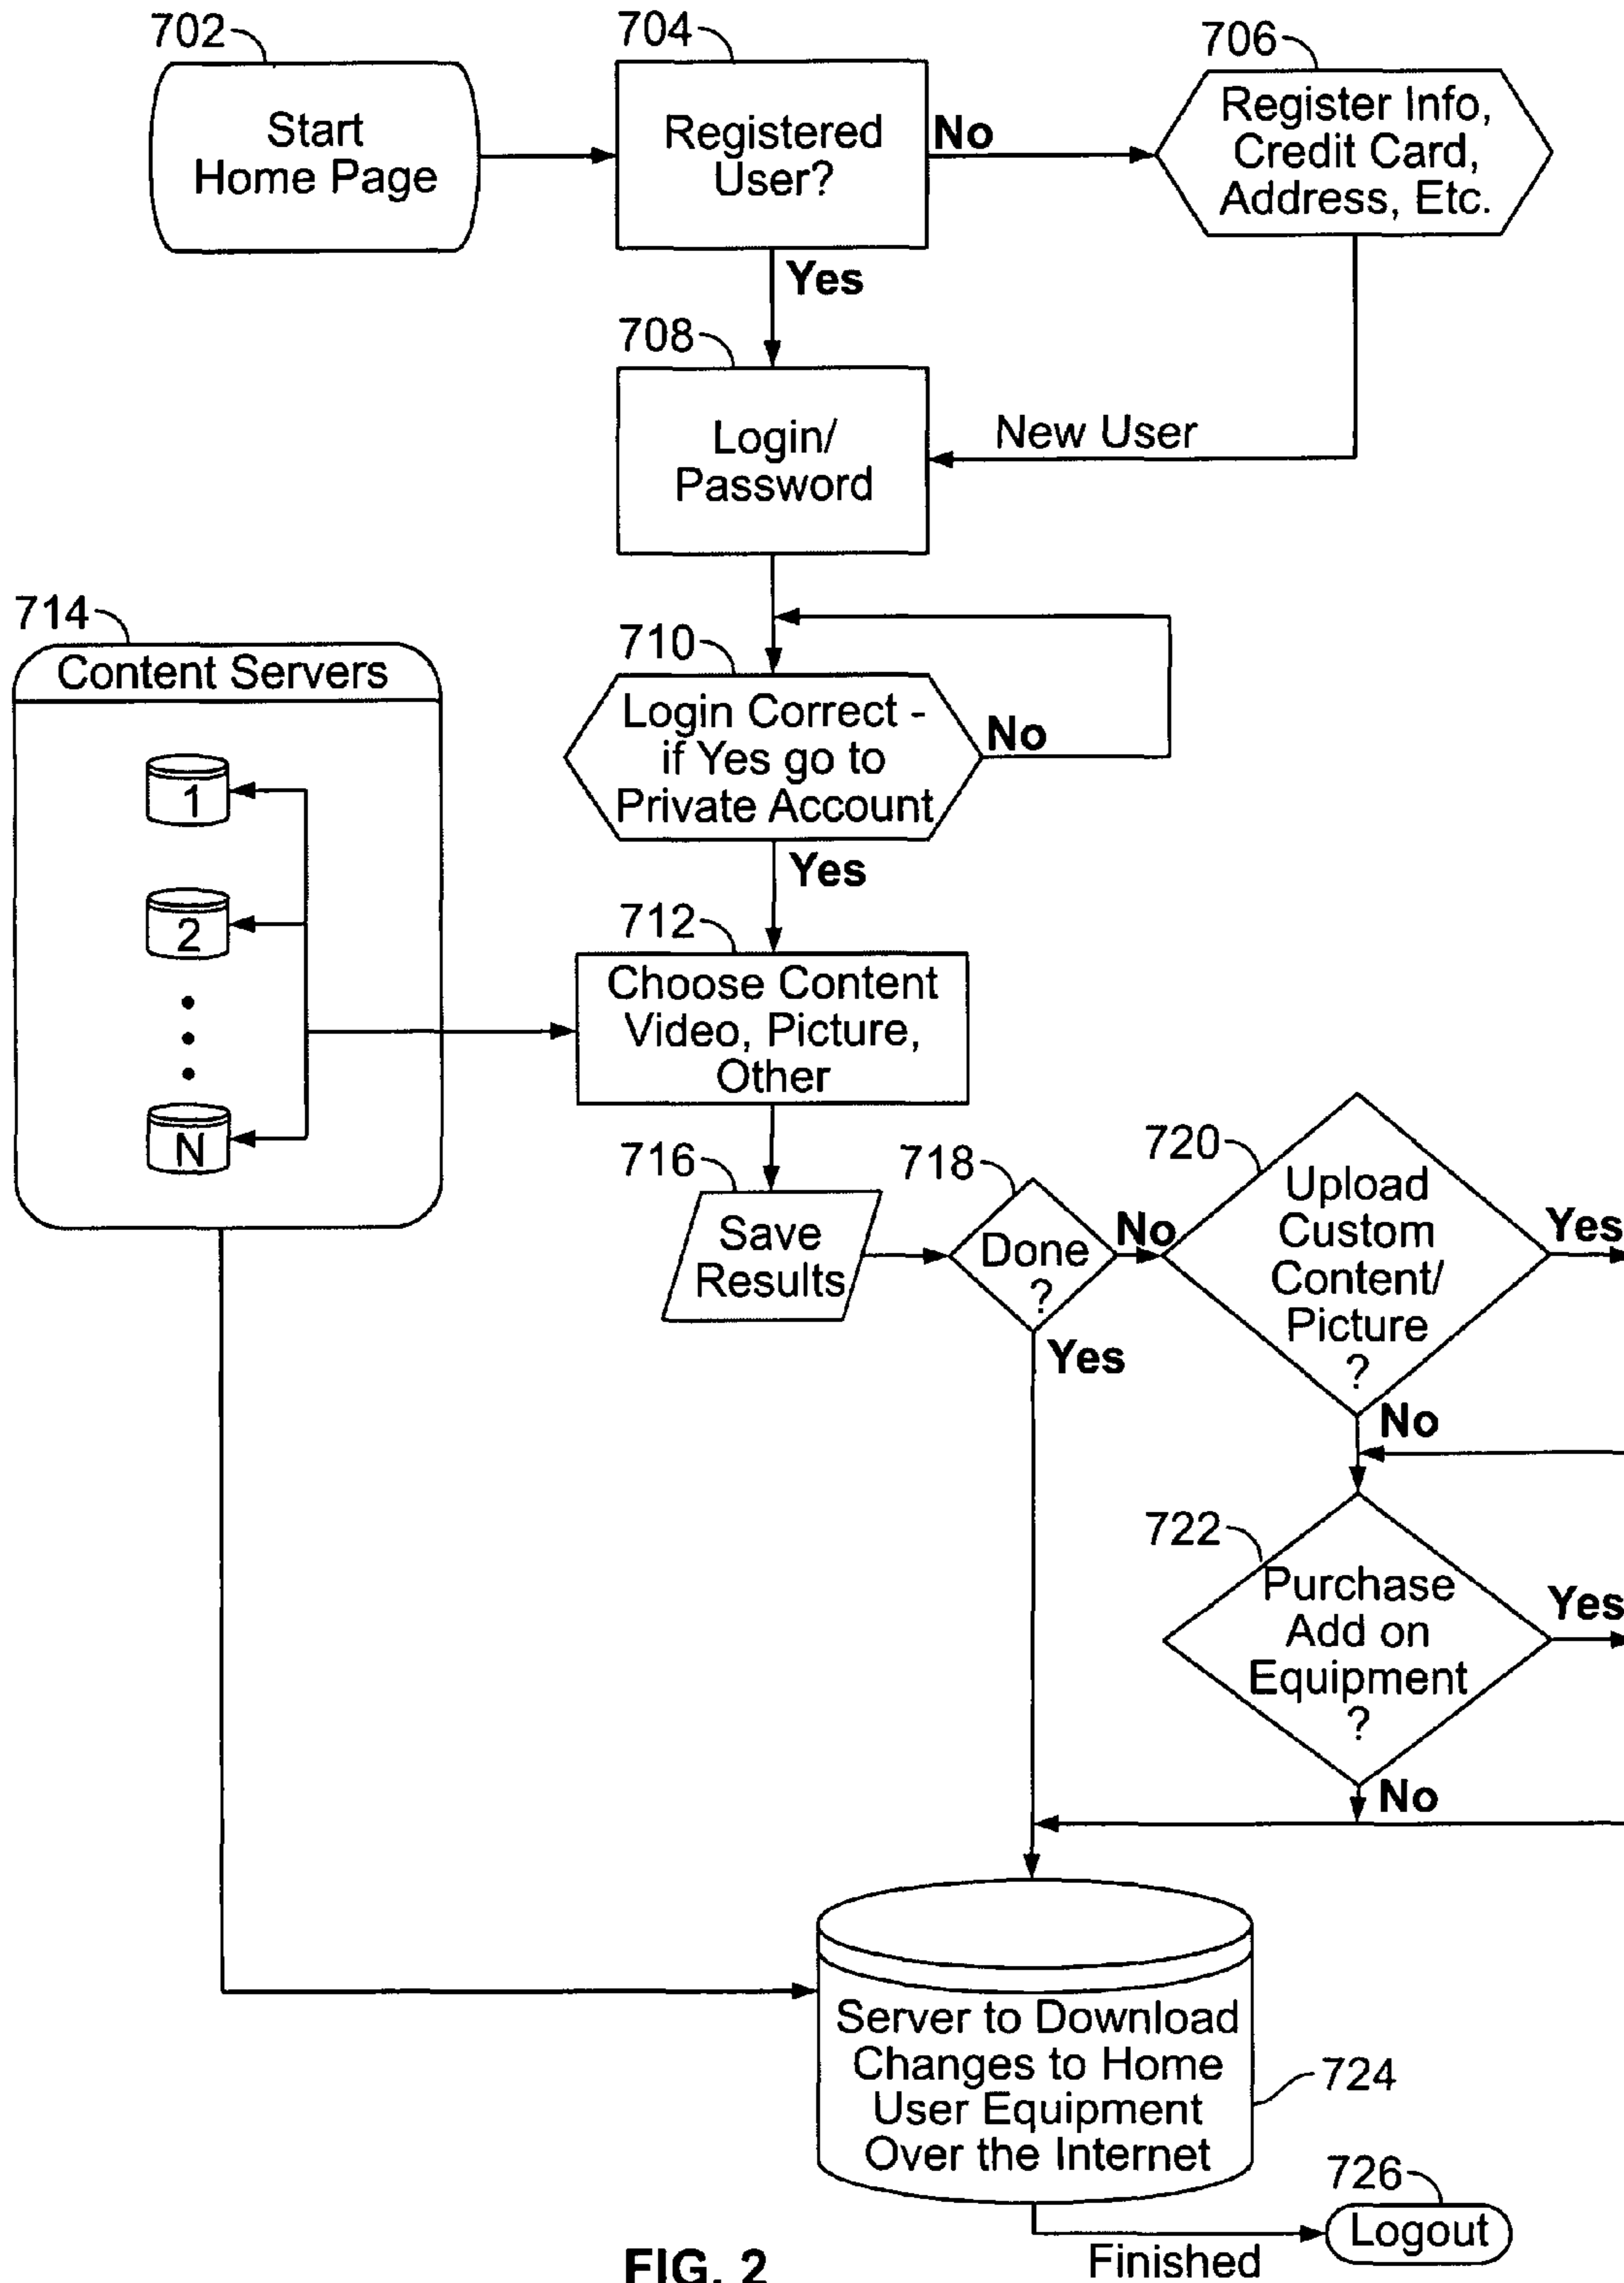 702
704
706
Start
Home Page
Registered
User?
No
Register Info,
Credit Card,
Address, Etc.
Yes
708
Login/
Password
New User
714
Content Servers
710
Login Correct -
if Yes go to
Private Account
No
1
Yes
2
712
Choose Content
Video, Picture,
Other
N
716
Save
Results
718
Done
?
No
Yes
720
Upload
Custom
Content/
Picture
?
Yes
No
722
Purchase
Add on
Equipment
?
Yes
No
Server to Download
Changes to Home
User Equipment
Over the Internet
724
726
Logout
Finished
FIG. 2